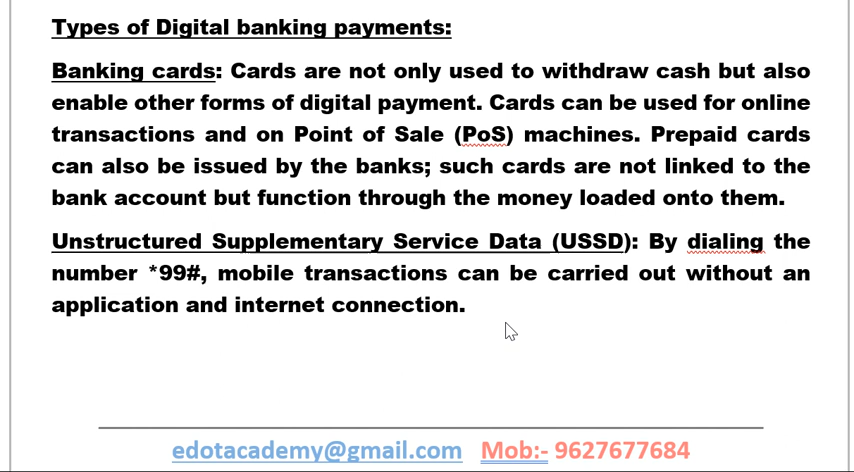 Types of Digital banking payments:
Banking cards: Cards are not only used to withdraw cash but also
enable other forms of digital payment. Cards can be used for online
transactions and on Point of Sale (PoS) machines. Prepaid cards
can also be issued by the banks; such cards are not linked to the
bank account but function through the money loaded onto them.
Unstructured Supplementary Service Data (USSD): By dialing the
number *99#, mobile transactions can be carried out without an
application and internet connection.
edotacademy@gmail.com Mob:- 9627677684